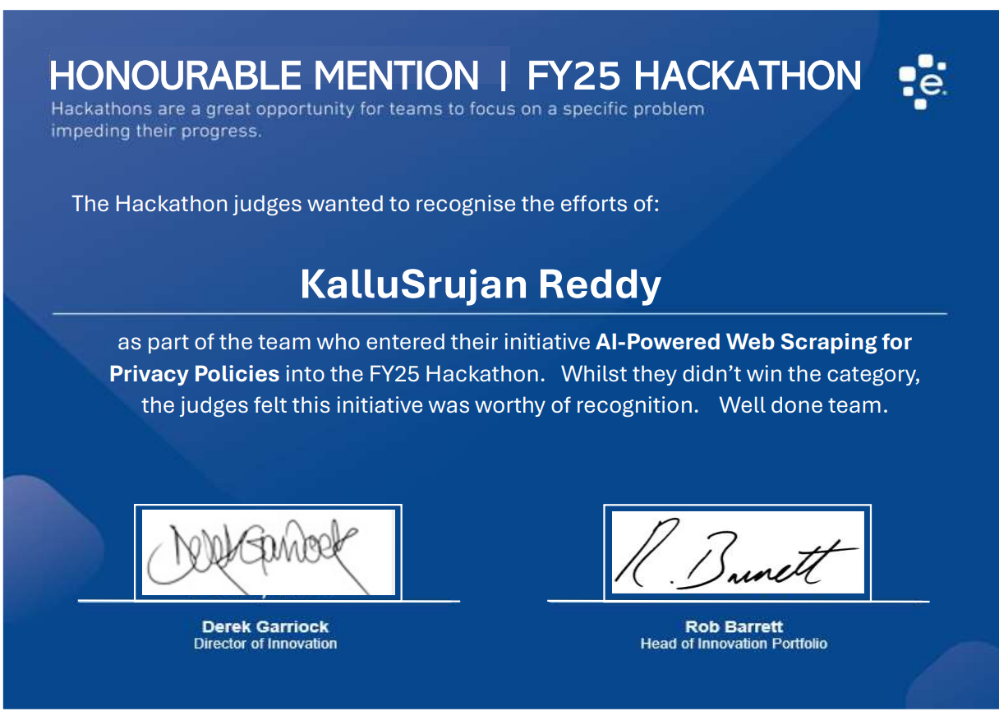 HONOURABLE MENTION | FY25 HACKATHON
e.
Hackathons are a great opportunity for teams to focus on a specific problem
impeding their progress.
The Hackathon judges wanted to recognise the efforts of:
KalluSrujan Reddy
as part of the team who entered their initiative AI-Powered Web Scraping for
Privacy Policies into the FY25 Hackathon. Whilst they didn't win the category,
the judges felt this initiative was worthy of recognition. Well done team.
Derek Garriock
R. Barrett
Derek Garriock
Director of Innovation
Rob Barrett
Head of Innovation Portfolio